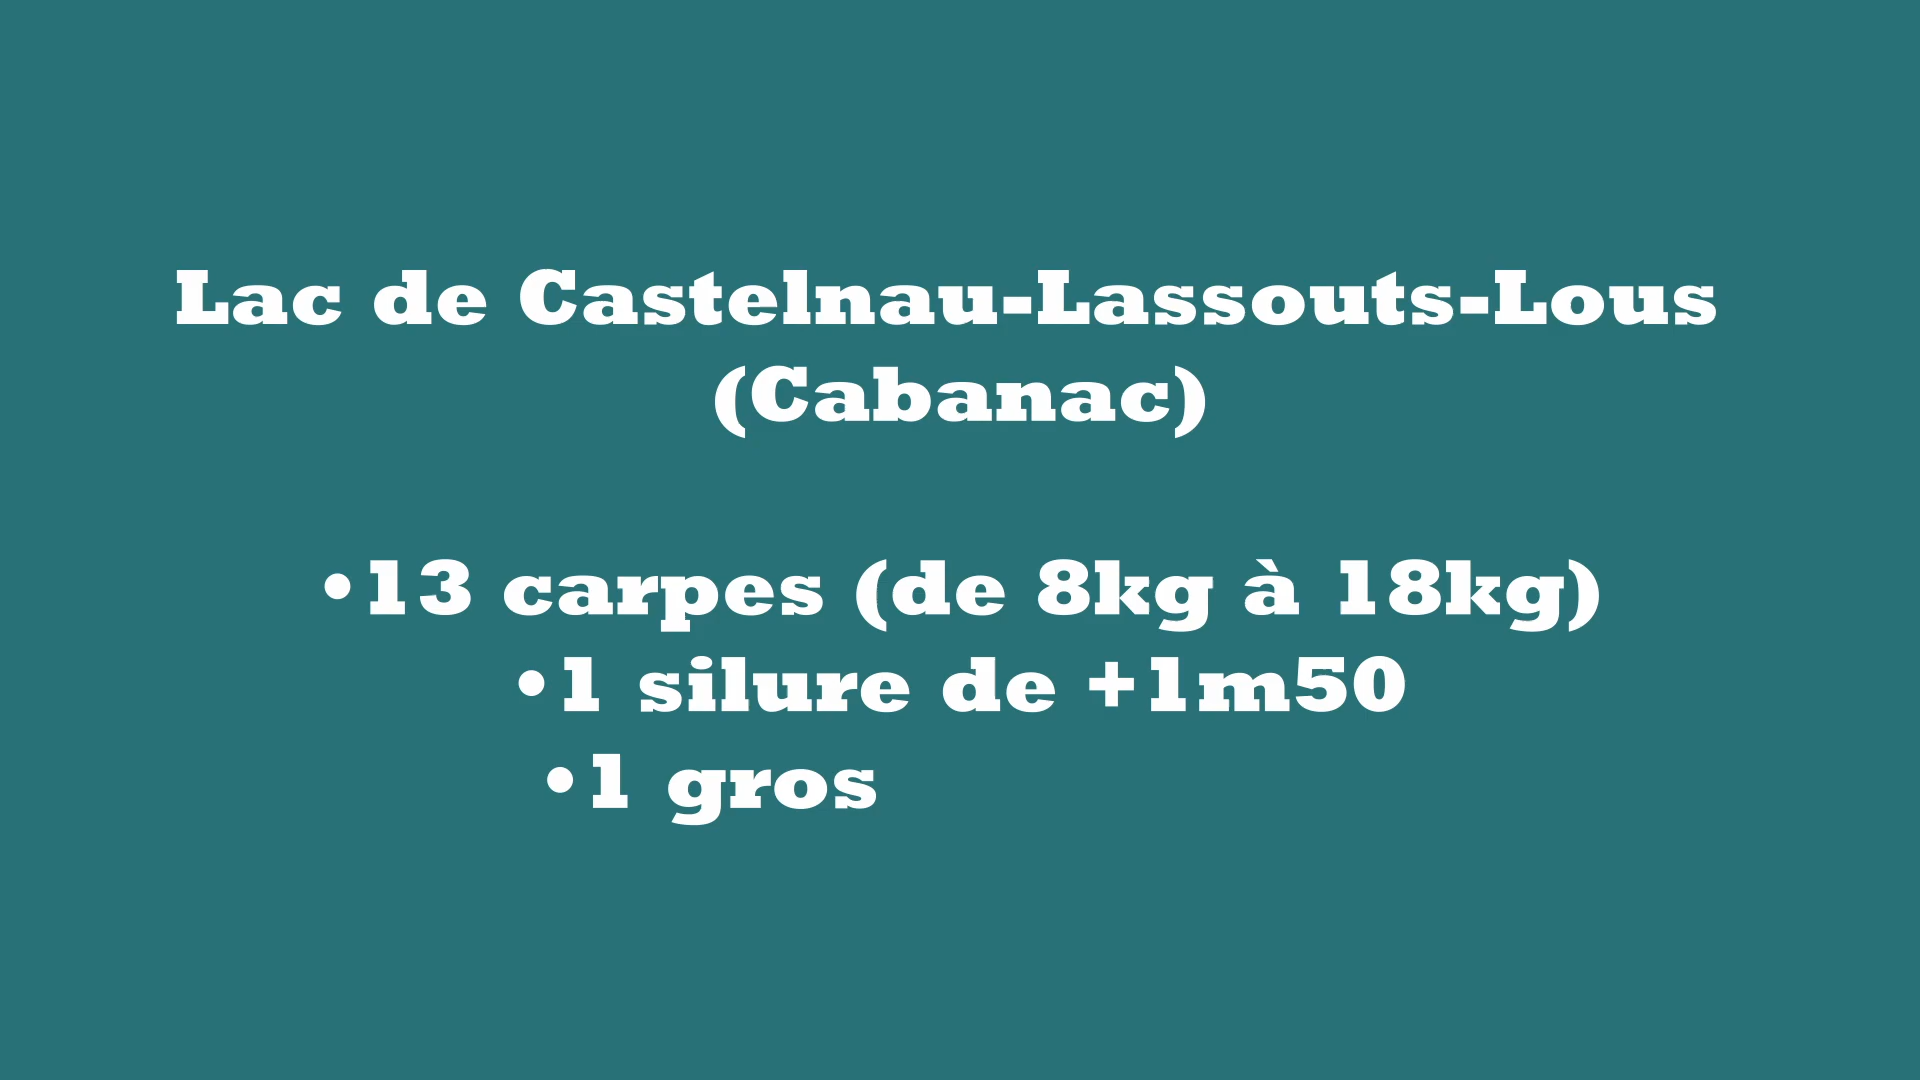 Lac de Castelnau-Lassouts-Lous
(Cabanac)
•13 carpes (de 8kg à 18kg)
•1 silure de +1m50
•1 gros